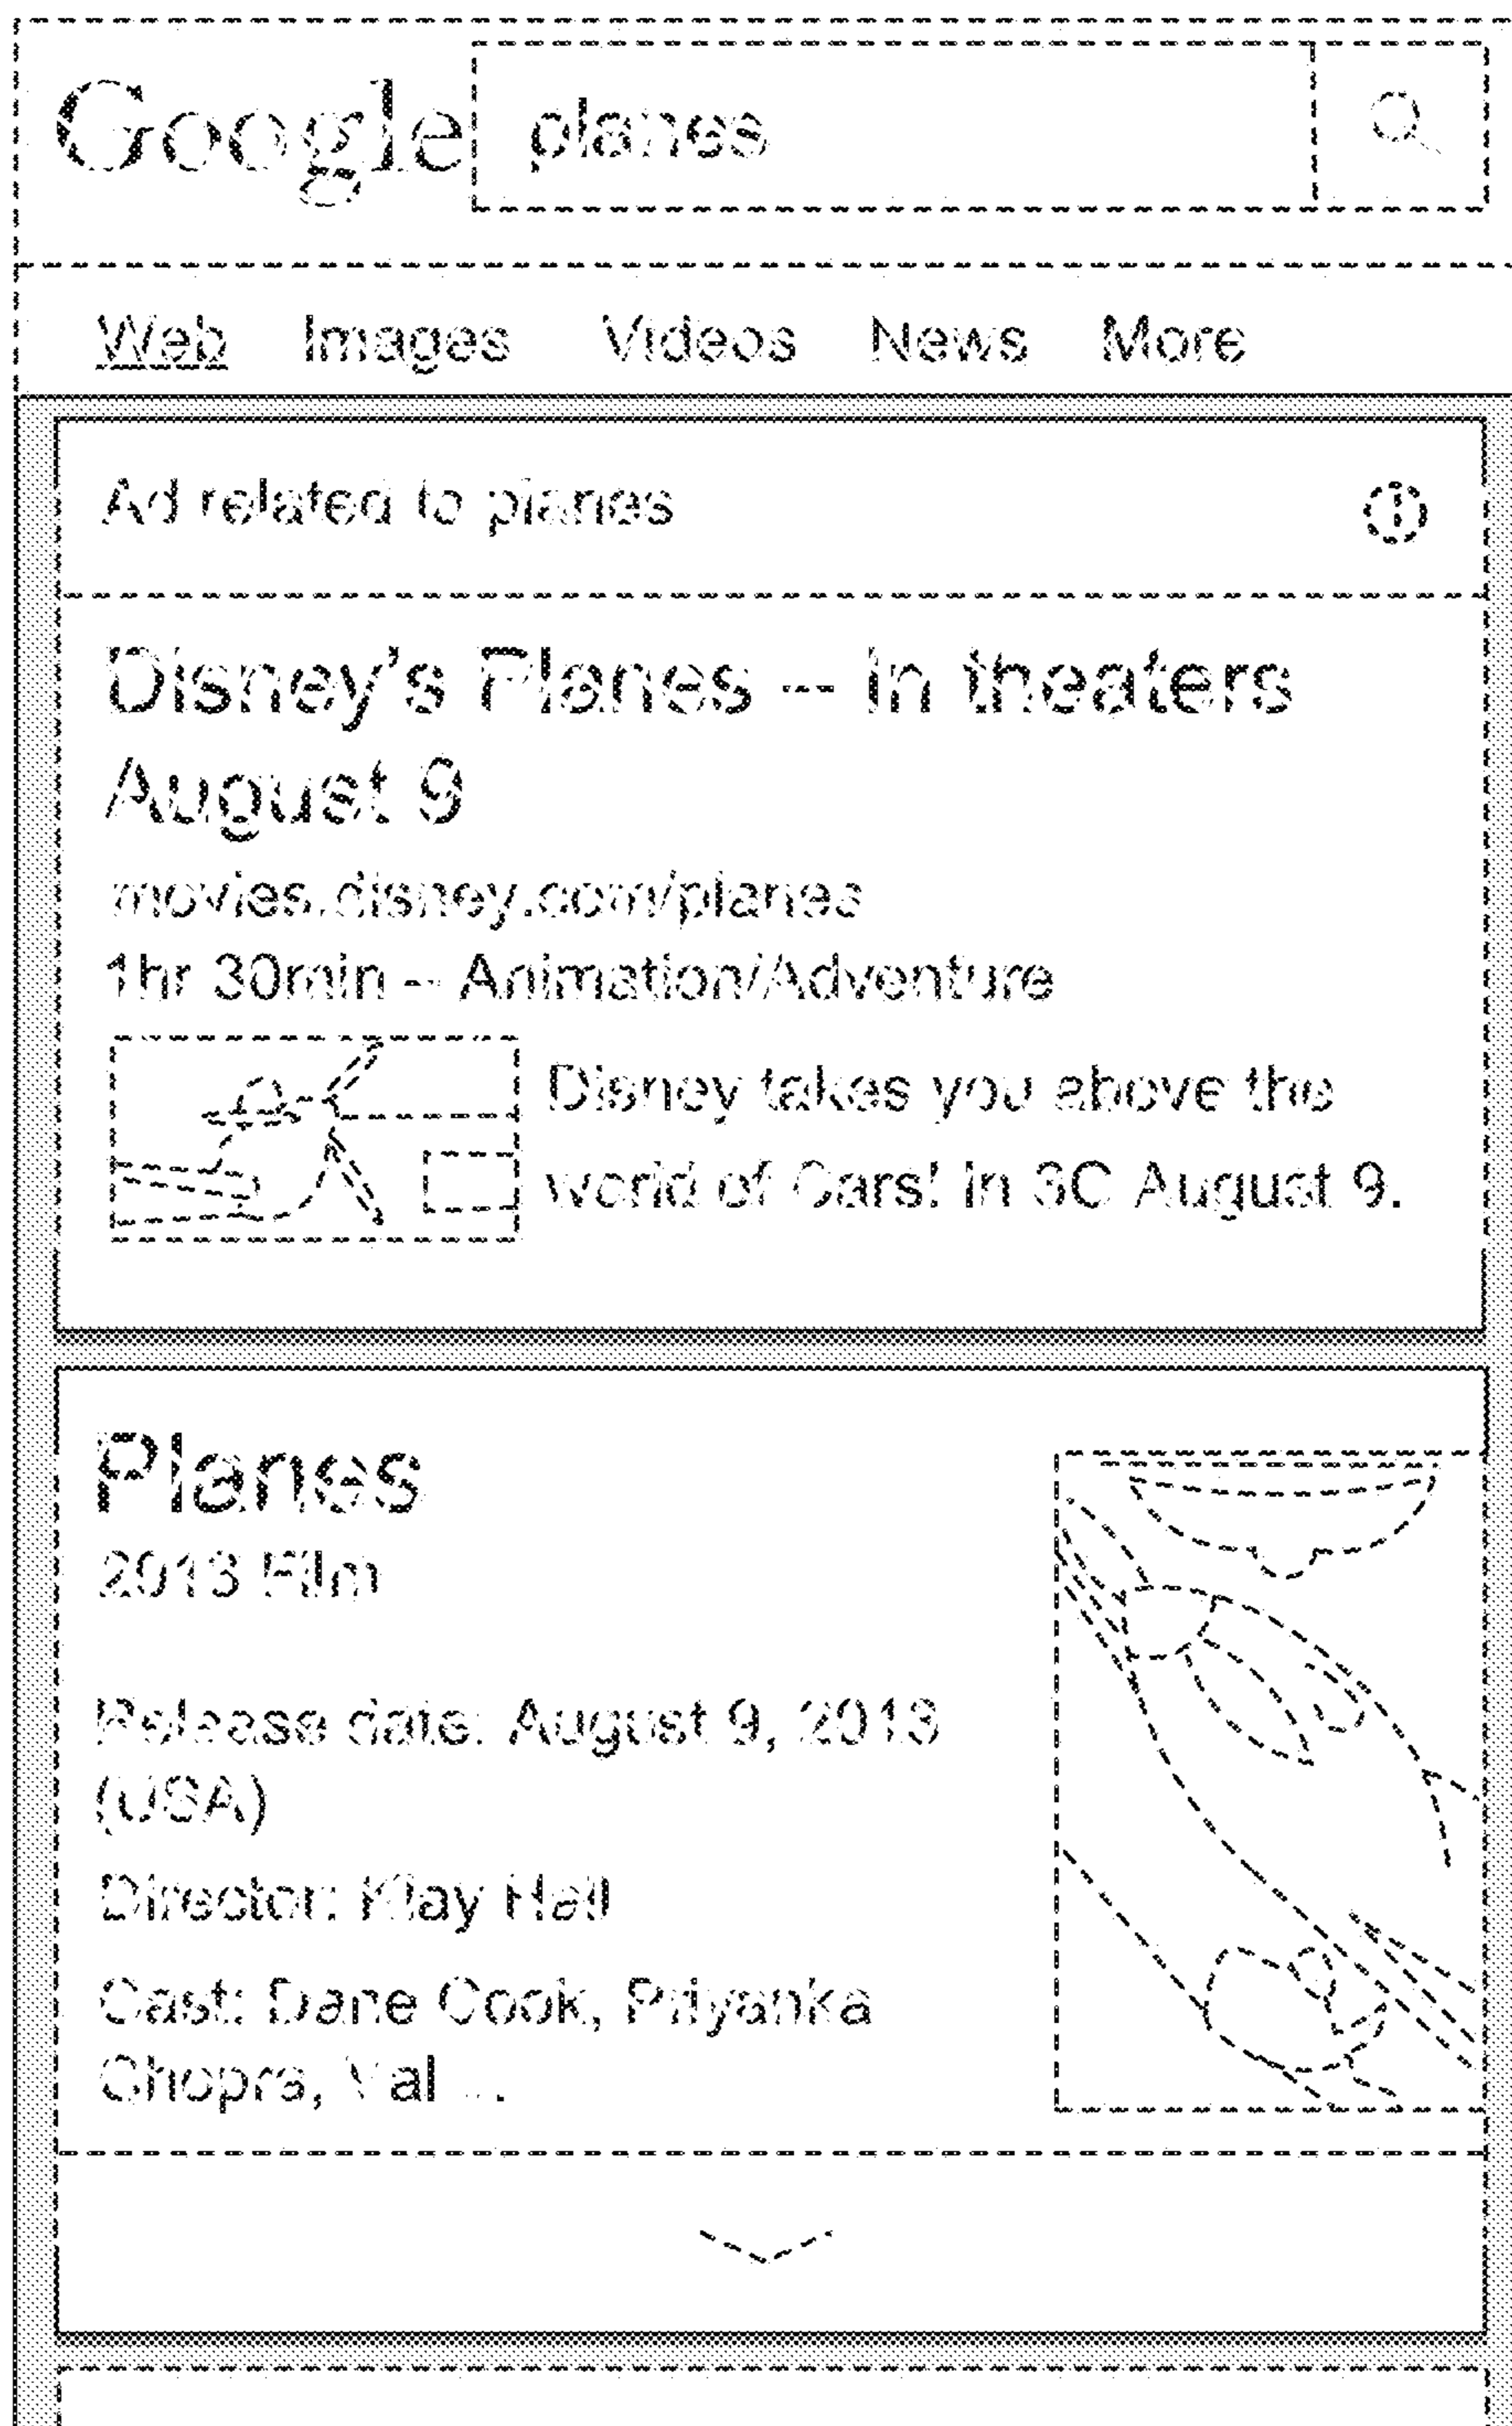 Google planes
Web Images Videos News More
Ad related to planes
Disney's Planes -- In theaters
August 9
movies.disney.com/planes
1hr 30min -- Animation/Adventure
Disney takes you above the
world of Cars! in 3D August 9.
Planes
2013 Film
Release date: August 9, 2013
(USA)
Director: Klay Hall
Cast: Dane Cook, Priyanka
Chopra, Val ...